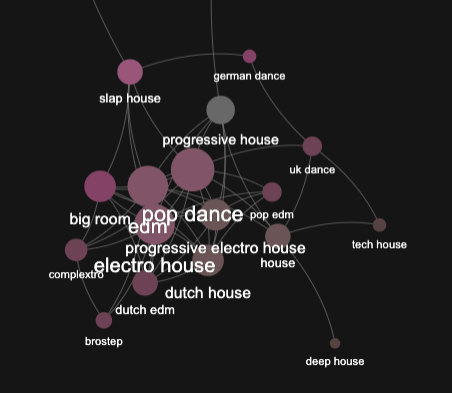 german dance
slap house
progressive house
uk dance
pop dance
pop edm
big room
edm
tech house
progressive electro house
house
electro house
complextro
dutch house
dutch edm
brostep
deep house